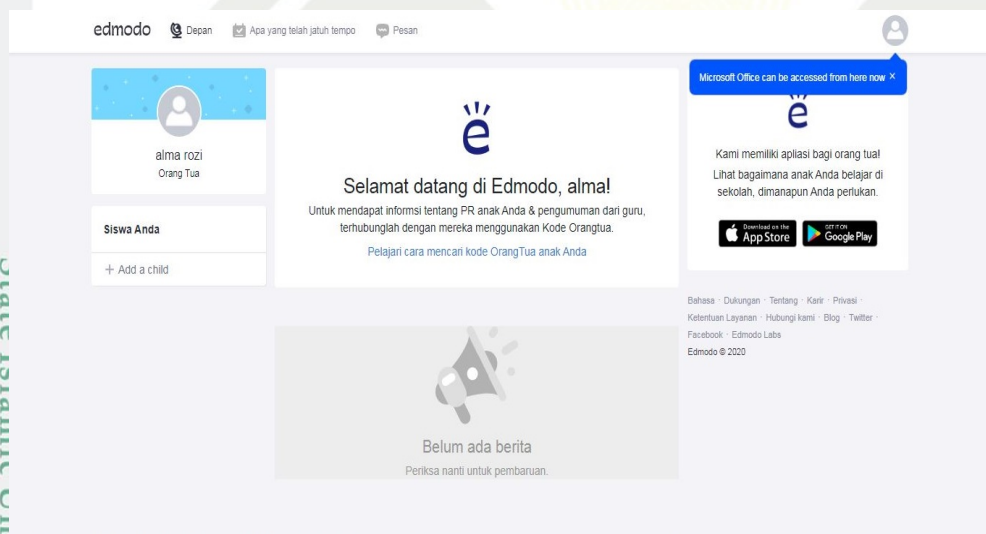 edmodo Depan Apa yang telah jatuh tempo Pesan
Microsoft Office can be accessed from here now ×
alma rozi
Orang Tua
Siswa Anda
+ Add a child
ë
Selamat datang di Edmodo, alma!
Untuk mendapat informsi tentang PR anak Anda & pengumuman dari guru,
terhubunglah dengan mereka menggunakan Kode Orangtua.
Pelajari cara mencari kode OrangTua anak Anda
Belum ada berita
Periksa nanti untuk pembaruan.
ë
Kami memiliki apliasi bagi orang tua!
Lihat bagaimana anak Anda belajar di
sekolah, dimanapun Anda perlukan.
Download on the
App Store
GET IT ON
Google Play
Bahasa · Dukungan · Tentang · Karir · Privasi ·
Ketentuan Layanan · Hubungi kami · Blog · Twitter ·
Facebook · Edmodo Labs
Edmodo © 2020
State Islamic